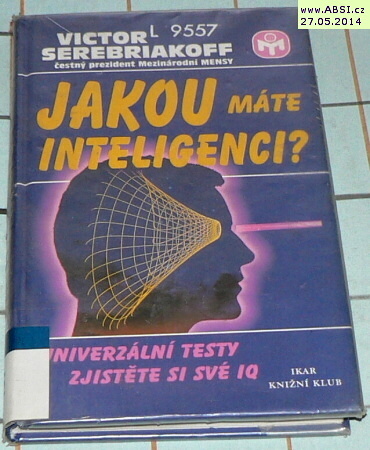 www.ABSI.cz
27.05.2014
L 9557
VICTOR
SEREBRIAKOFF
čestný prezident Mezinárodní MENSY
JAKOU MÁTE
INTELIGENCI?
UNIVERZÁLNÍ TESTY
ZJISTĚTE SI SVÉ IQ
IKAR
KNIŽNÍ KLUB